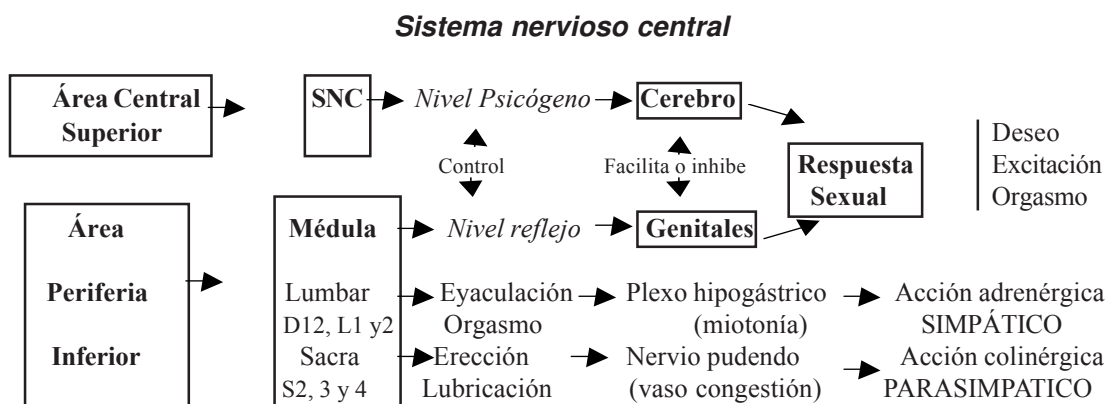 Sistema nervioso central
Área Central SNC Nivel Psicógeno Cerebro
Superior
Deseo
Control Facilita o inhibe Respuesta Excitación
Sexual Orgasmo
Área Médula Nivel reflejo Genitales
Periferia Lumbar Eyaculación Plexo hipogástrico Acción adrenérgica
D12, L1 y2 Orgasmo (miotonía) SIMPÁTICO
Inferior Sacra Erección Nervio pudendo Acción colinérgica
S2, 3 y 4 Lubricación (vaso congestión) PARASIMPATICO